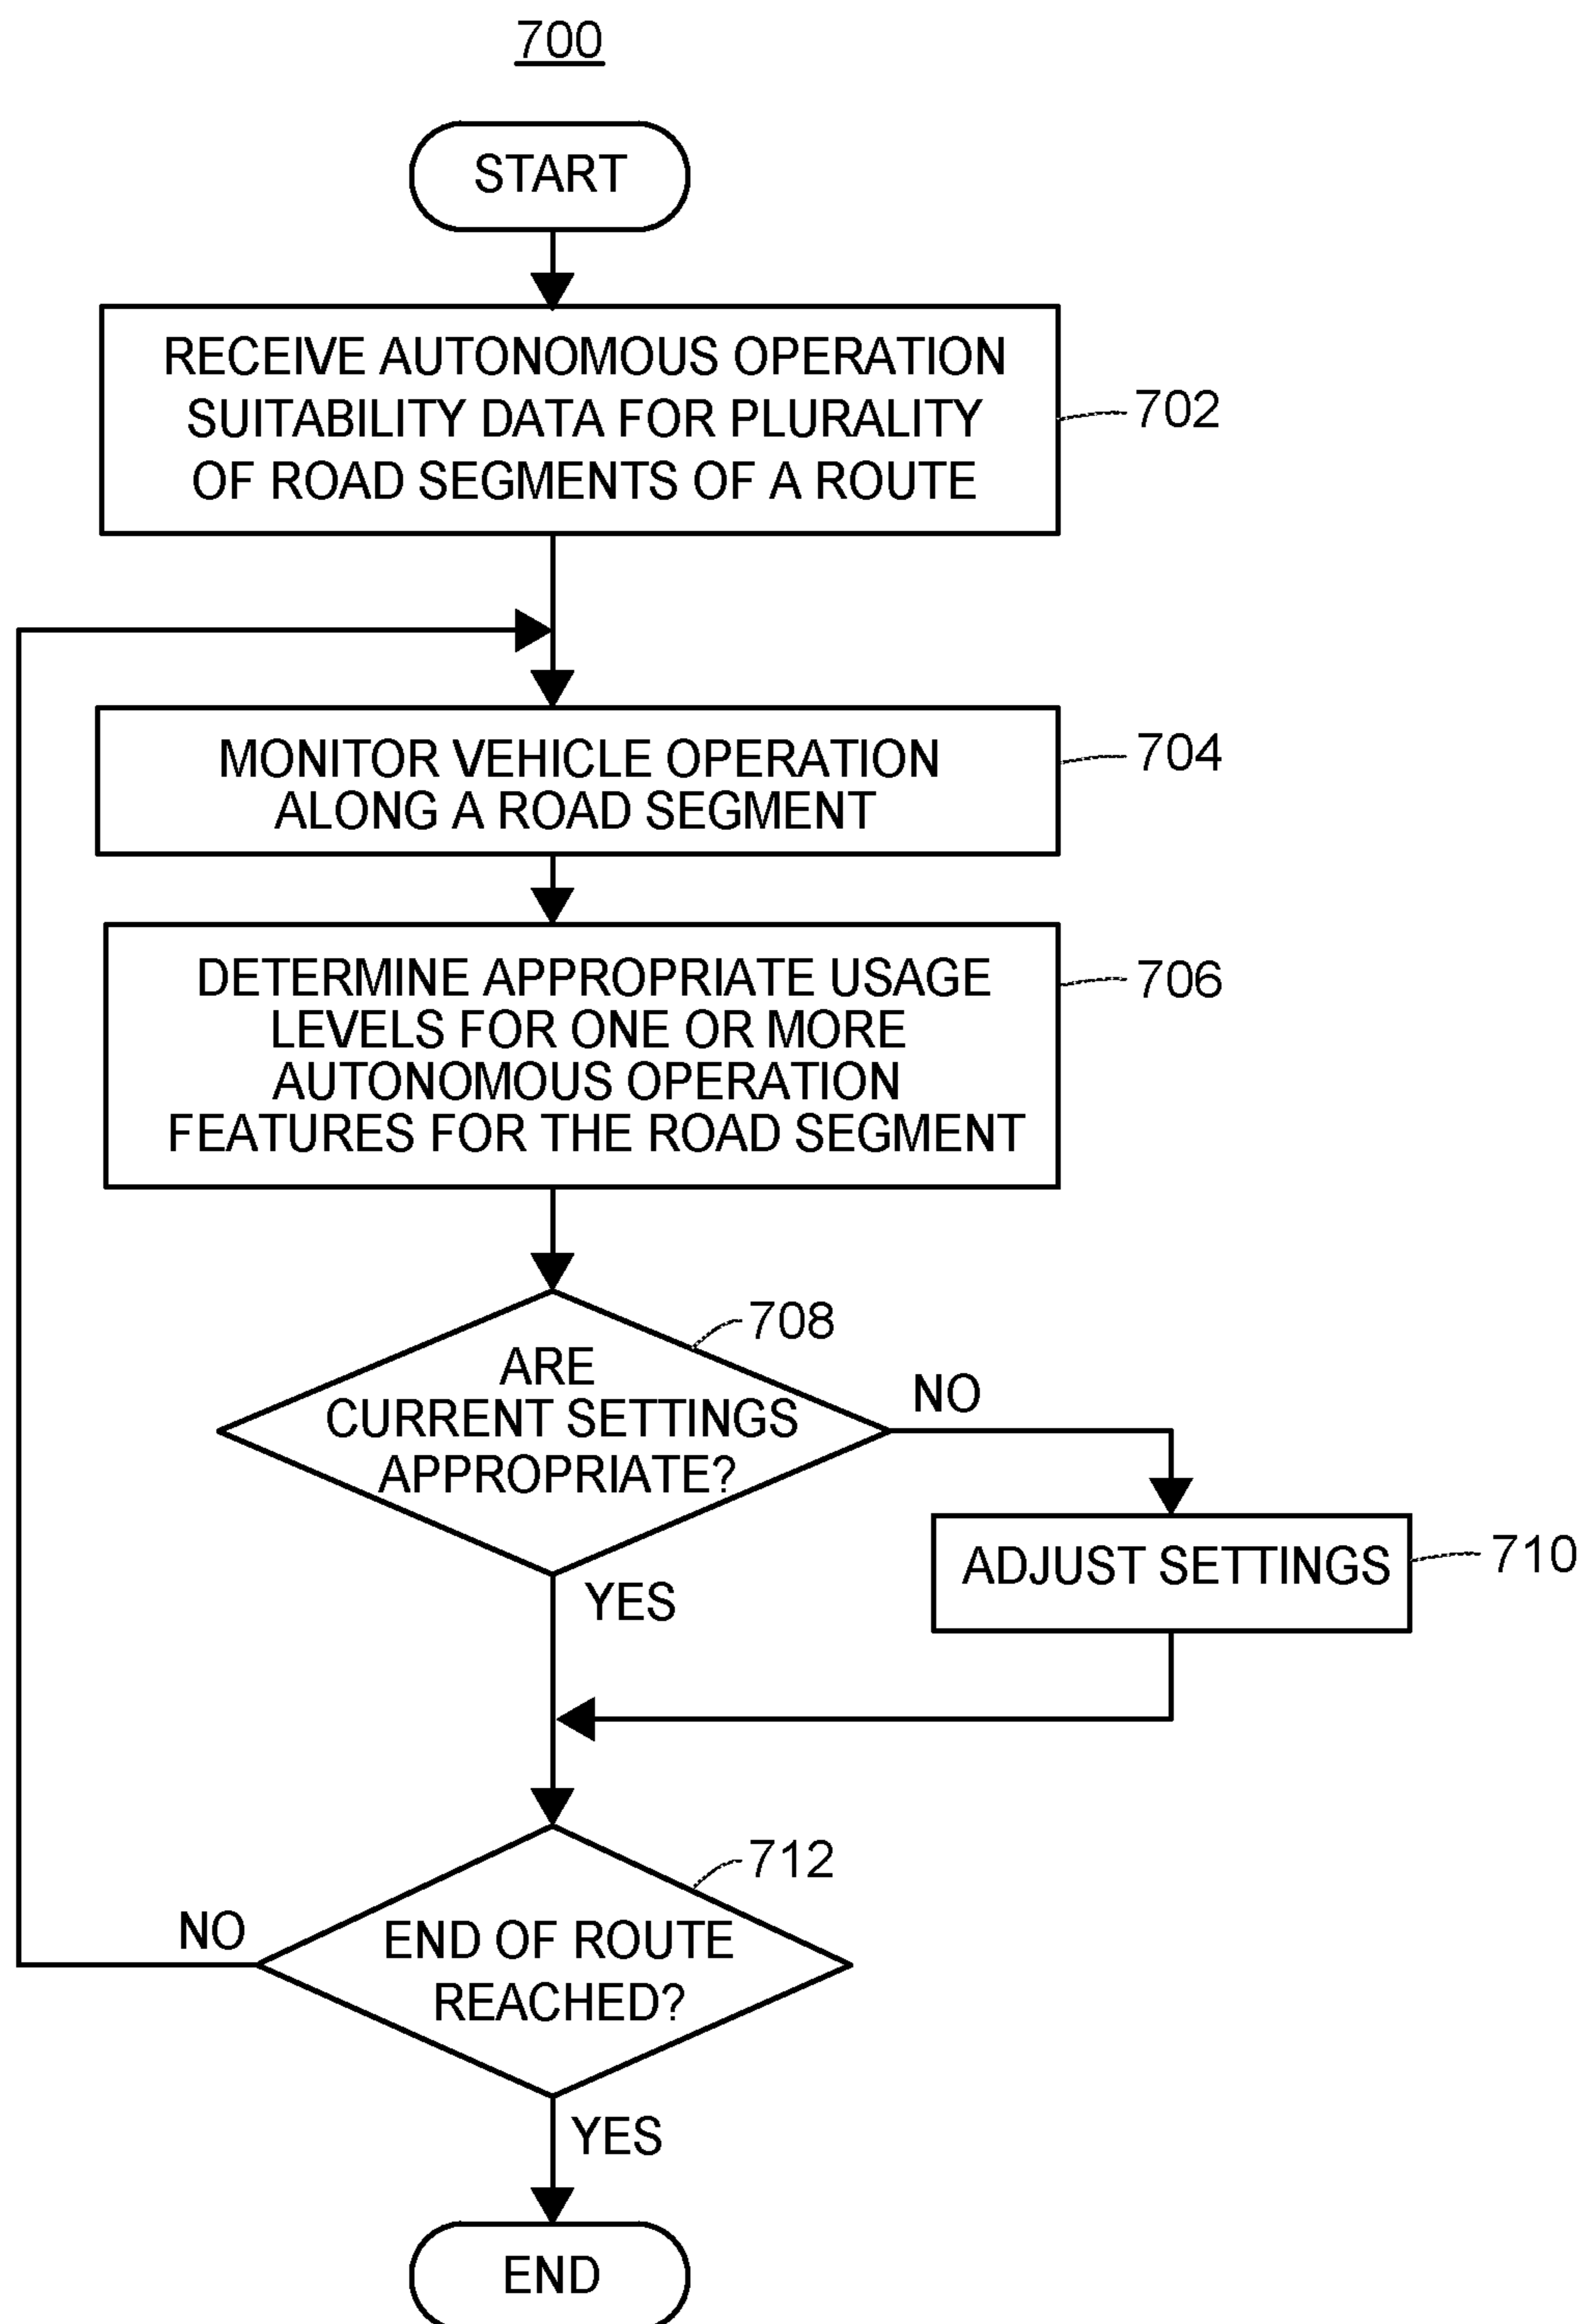 700
START
RECEIVE AUTONOMOUS OPERATION
SUITABILITY DATA FOR PLURALITY
OF ROAD SEGMENTS OF A ROUTE
702
MONITOR VEHICLE OPERATION
ALONG A ROAD SEGMENT
704
DETERMINE APPROPRIATE USAGE
LEVELS FOR ONE OR MORE
AUTONOMOUS OPERATION
FEATURES FOR THE ROAD SEGMENT
706
708
ARE
CURRENT SETTINGS
APPROPRIATE?
NO
YES
ADJUST SETTINGS
710
712
END OF ROUTE
REACHED?
NO
YES
END